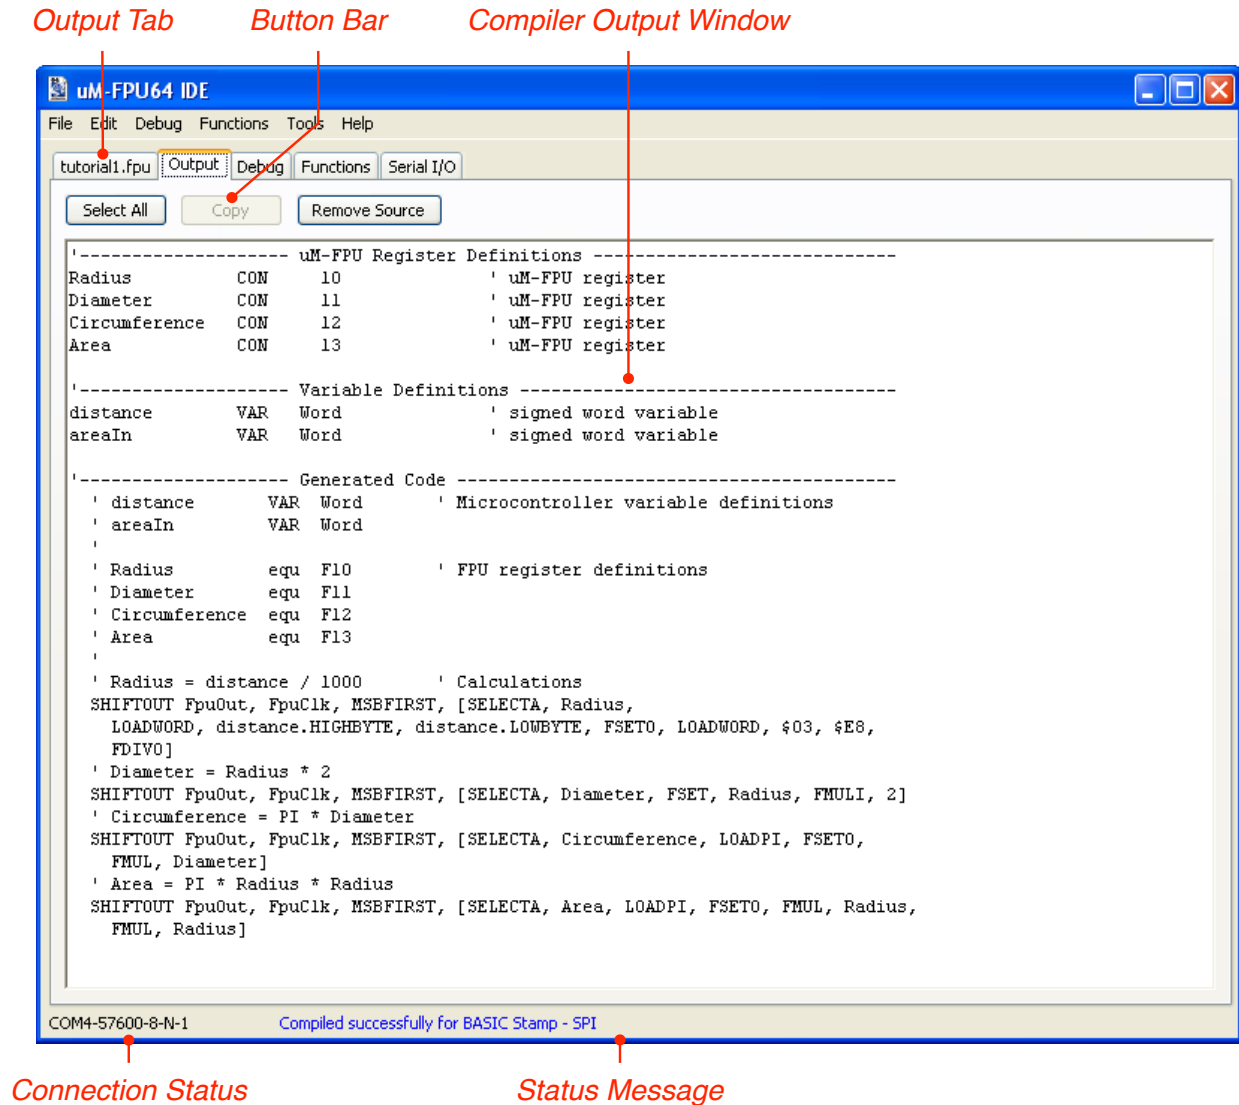 Output Tab Button Bar Compiler Output Window
uM-FPU64 IDE
File Edit Debug Functions Tools Help
tutorial1.fpu Output Debug Functions Serial I/O
Select All Copy Remove Source
'-------------------- uM-FPU Register Definitions -----------------------------
Radius          CON     10              ' uM-FPU register
Diameter        CON     11              ' uM-FPU register
Circumference   CON     12              ' uM-FPU register
Area            CON     13              ' uM-FPU register
'-------------------- Variable Definitions ------------------------------------
distance        VAR   Word              ' signed word variable
areaIn          VAR   Word              ' signed word variable
'-------------------- Generated Code ------------------------------------------
  ' distance       VAR  Word       ' Microcontroller variable definitions
  ' areaIn         VAR  Word
  '
  ' Radius         equ  F10        ' FPU register definitions
  ' Diameter       equ  F11
  ' Circumference  equ  F12
  ' Area           equ  F13
  '
  ' Radius = distance / 1000       ' Calculations
  SHIFTOUT FpuOut, FpuClk, MSBFIRST, [SELECTA, Radius,
    LOADWORD, distance.HIGHBYTE, distance.LOWBYTE, FSET0, LOADWORD, $03, $E8,
    FDIV0]
  ' Diameter = Radius * 2
  SHIFTOUT FpuOut, FpuClk, MSBFIRST, [SELECTA, Diameter, FSET, Radius, FMULI, 2]
  ' Circumference = PI * Diameter
  SHIFTOUT FpuOut, FpuClk, MSBFIRST, [SELECTA, Circumference, LOADPI, FSET0,
    FMUL, Diameter]
  ' Area = PI * Radius * Radius
  SHIFTOUT FpuOut, FpuClk, MSBFIRST, [SELECTA, Area, LOADPI, FSET0, FMUL, Radius,
    FMUL, Radius]
COM4-57600-8-N-1 Compiled successfully for BASIC Stamp - SPI
Connection Status Status Message